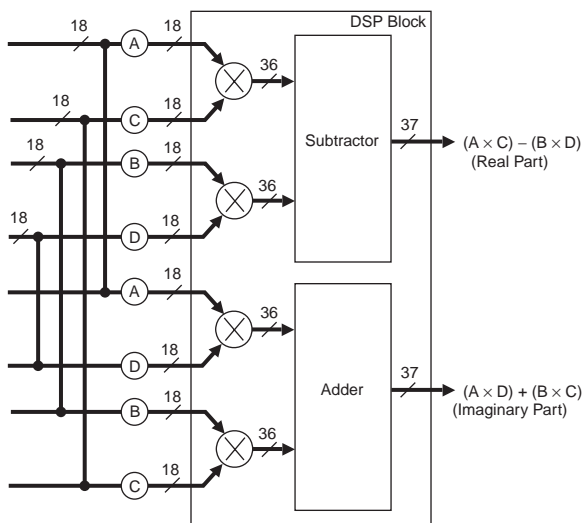 DSP Block
18
A
18
36
18
C
18
Subtractor
37
(A × C) – (B × D)
(Real Part)
18
B
18
36
18
D
18
A
18
36
D
18
Adder
37
(A × D) + (B × C)
(Imaginary Part)
B
18
36
C
18